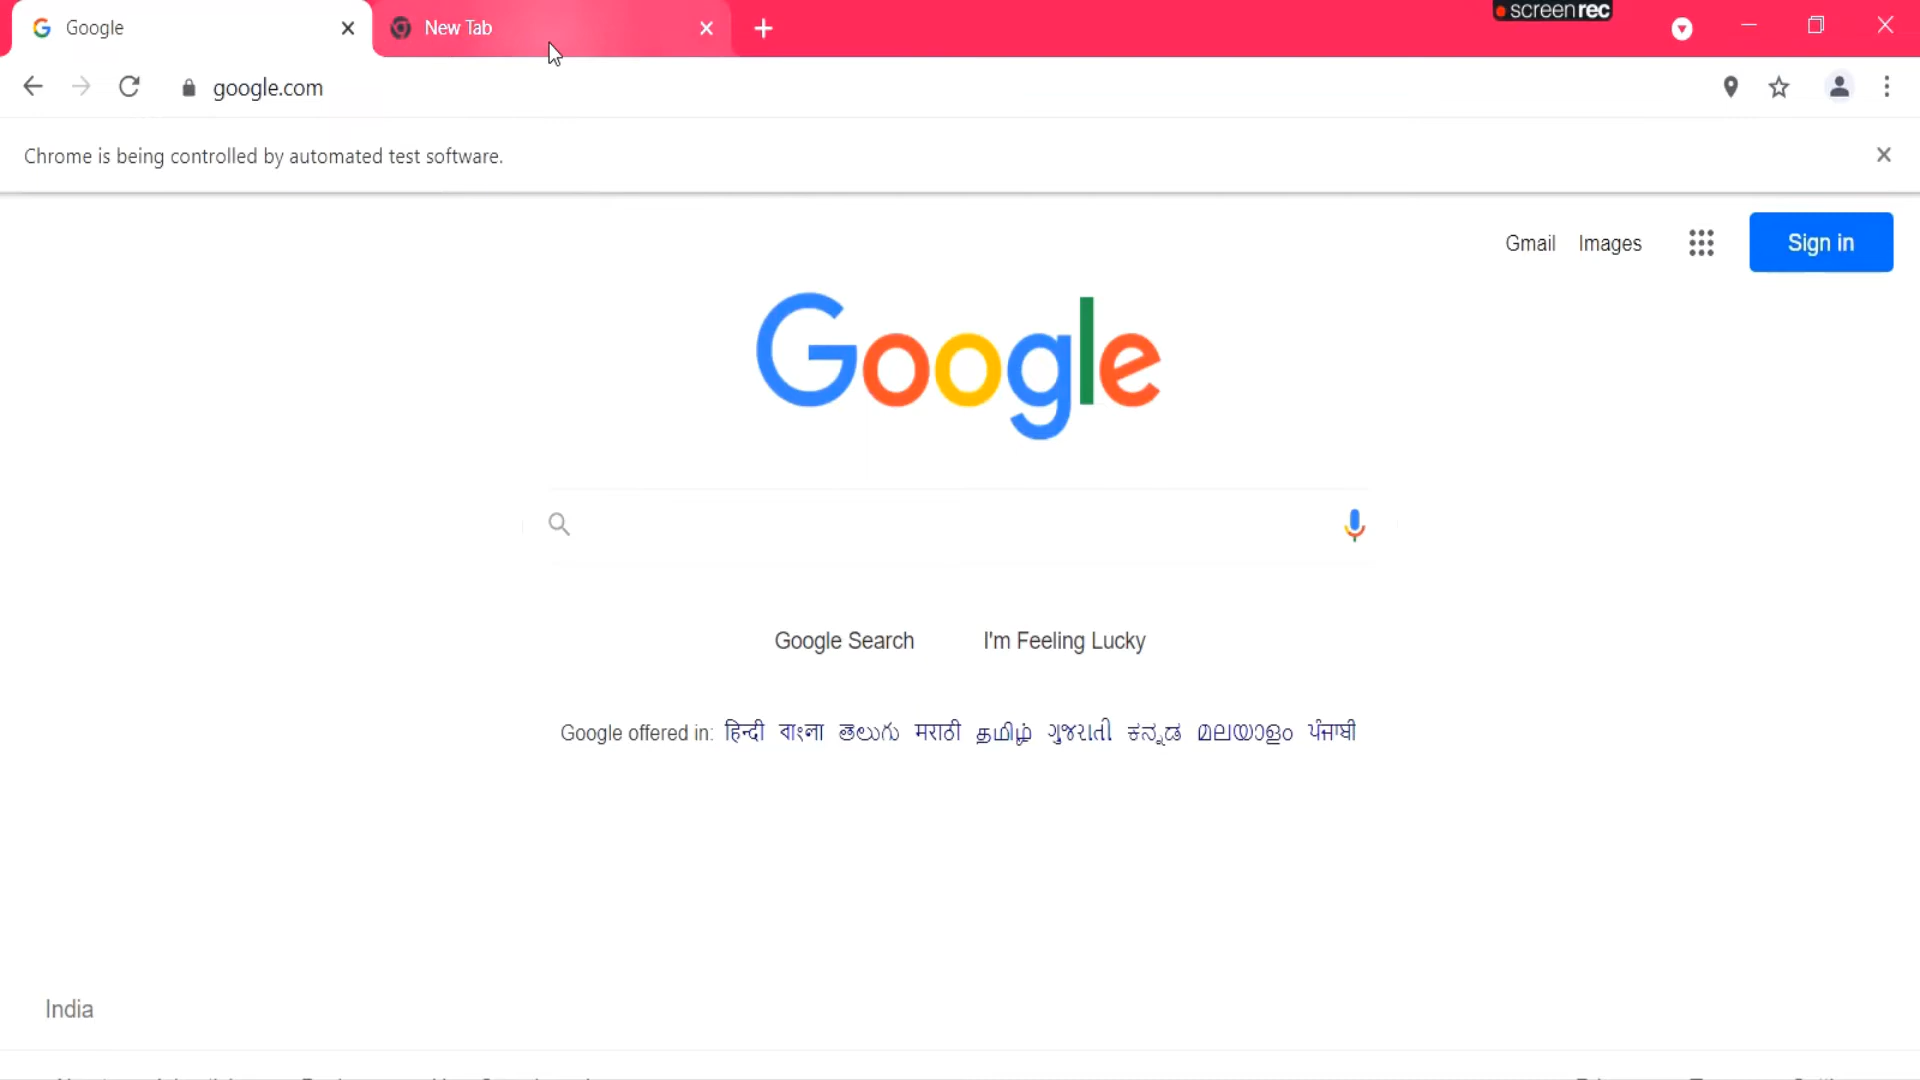 screenrec
Google New Tab
google.com
Chrome is being controlled by automated test software.
Gmail Images Sign in
Google
Google Search I'm Feeling Lucky
Google offered in: हिन्दी বাংলা తెలుగు मराठी தமிழ் ગુજરાતી ಕನ್ನಡ മലയാളം ਪੰਜਾਬੀ
India